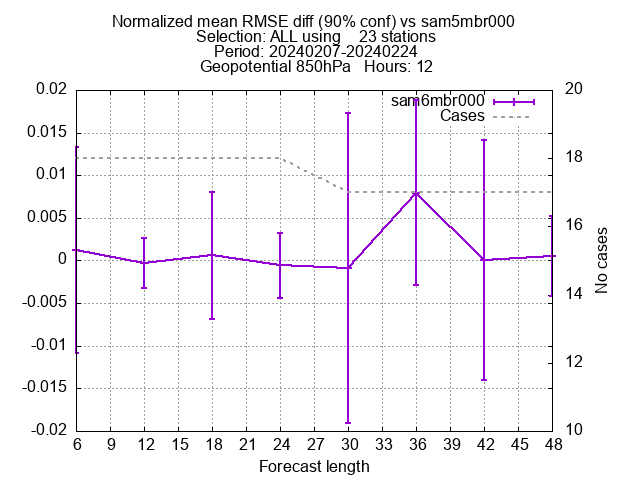 Normalized mean RMSE diff (90% conf) vs sam5mbr000
Selection: ALL using    23 stations
Period: 20240207-20240224
Geopotential 850hPa   Hours: 12
sam6mbr000
Cases
0.02
0.015
0.01
0.005
0
-0.005
-0.01
-0.015
-0.02
20
18
16
14
12
10
No cases
6 9 12 15 18 21 24 27 30 33 36 39 42 45 48
Forecast length